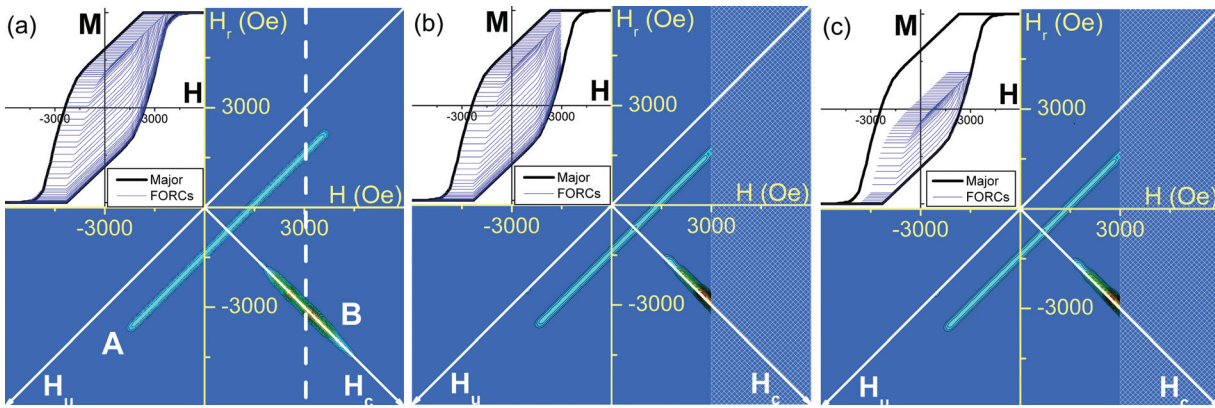 (a)
M
H
-3000
3000
Major
FORCs
Hr (Oe)
3000
H (Oe)
-3000
3000
-3000
A
B
Hu
Hc
(b)
M
H
-3000
3000
Major
FORCs
Hr (Oe)
3000
H (Oe)
-3000
3000
-3000
Hu
Hc
(c)
M
H
-3000
3000
Major
FORCs
Hr (Oe)
3000
H (Oe)
-3000
3000
-3000
Hu
Hc